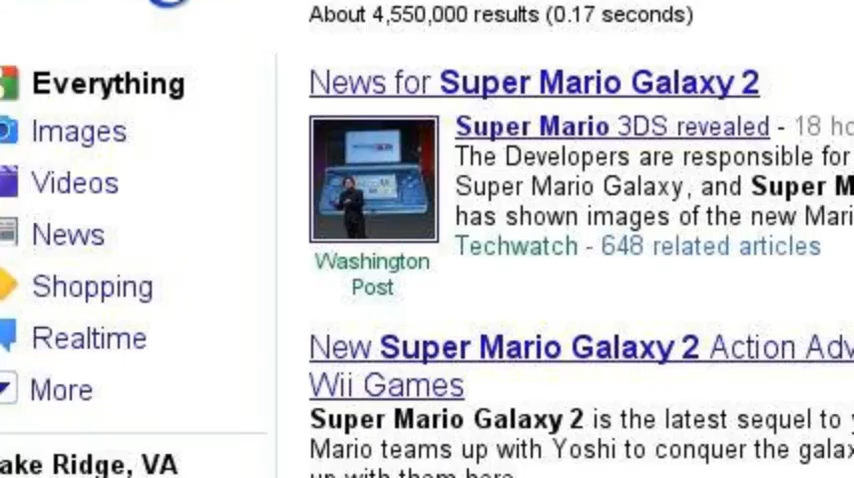 About 4,550,000 results (0.17 seconds)
Everything
Images
Videos
News
Shopping
Realtime
More
ake Ridge, VA
News for Super Mario Galaxy 2
Super Mario 3DS revealed - 18 ho
The Developers are responsible for
Super Mario Galaxy, and Super M
has shown images of the new Mari
Techwatch - 648 related articles
Washington
Post
New Super Mario Galaxy 2 Action Adv
Wii Games
Super Mario Galaxy 2 is the latest sequel to y
Mario teams up with Yoshi to conquer the galax
up with them here